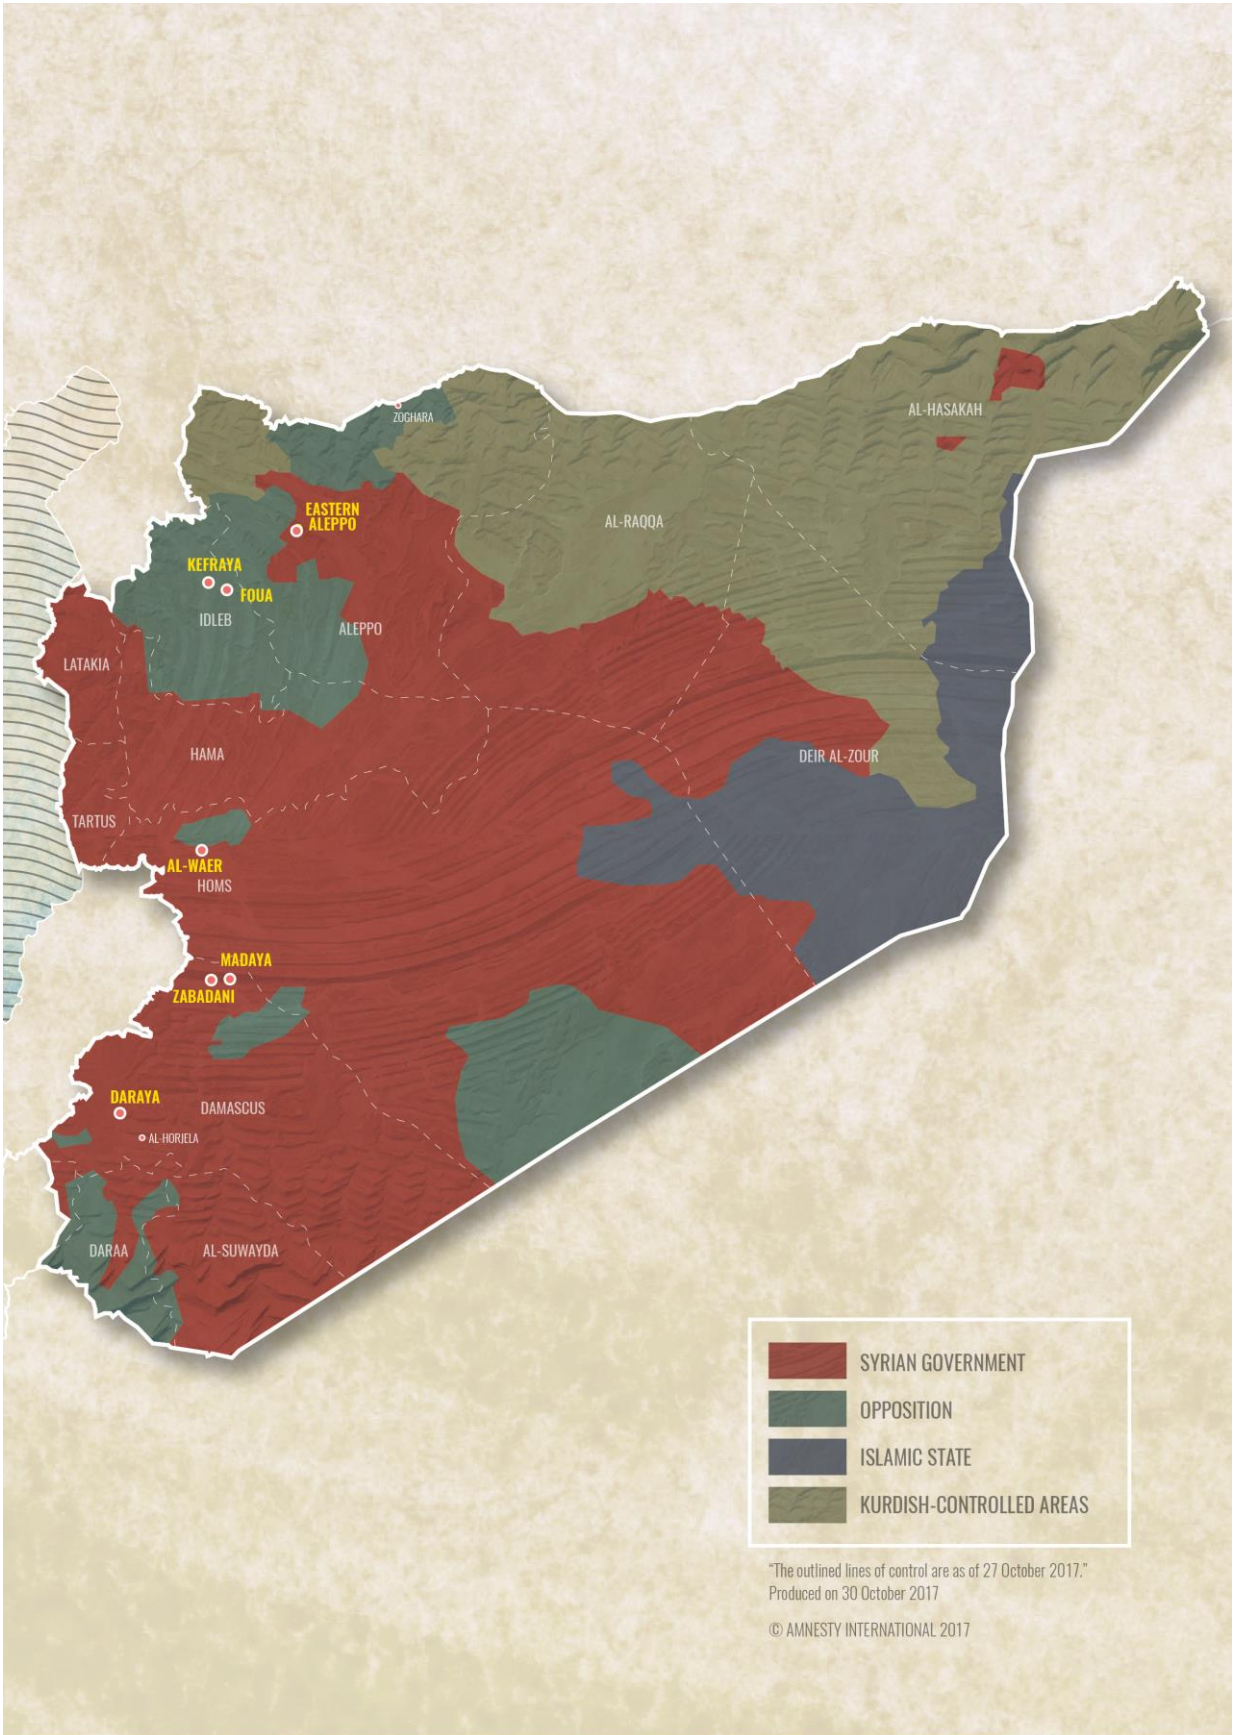 ZOGHARA
AL-HASAKAH
EASTERN
ALEPPO
AL-RAQQA
KEFRAYA
FOUA
IDLEB
ALEPPO
LATAKIA
HAMA
DEIR AL-ZOUR
TARTUS
AL-WAER
HOMS
MADAYA
ZABADANI
DARAYA
DAMASCUS
AL-HORJELA
DARAA
AL-SUWAYDA
SYRIAN GOVERNMENT
OPPOSITION
ISLAMIC STATE
KURDISH-CONTROLLED AREAS
“The outlined lines of control are as of 27 October 2017.”
Produced on 30 October 2017
© AMNESTY INTERNATIONAL 2017